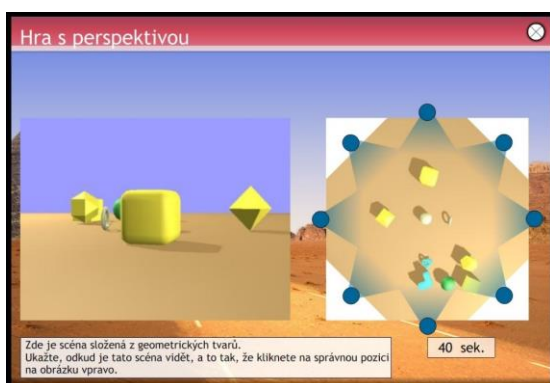 Hra s perspektivou
Zde je scéna složená z geometrických tvarů.
Ukažte, odkud je tato scéna vidět, a to tak, že kliknete na správnou pozici
na obrázku vpravo.
40 sek.